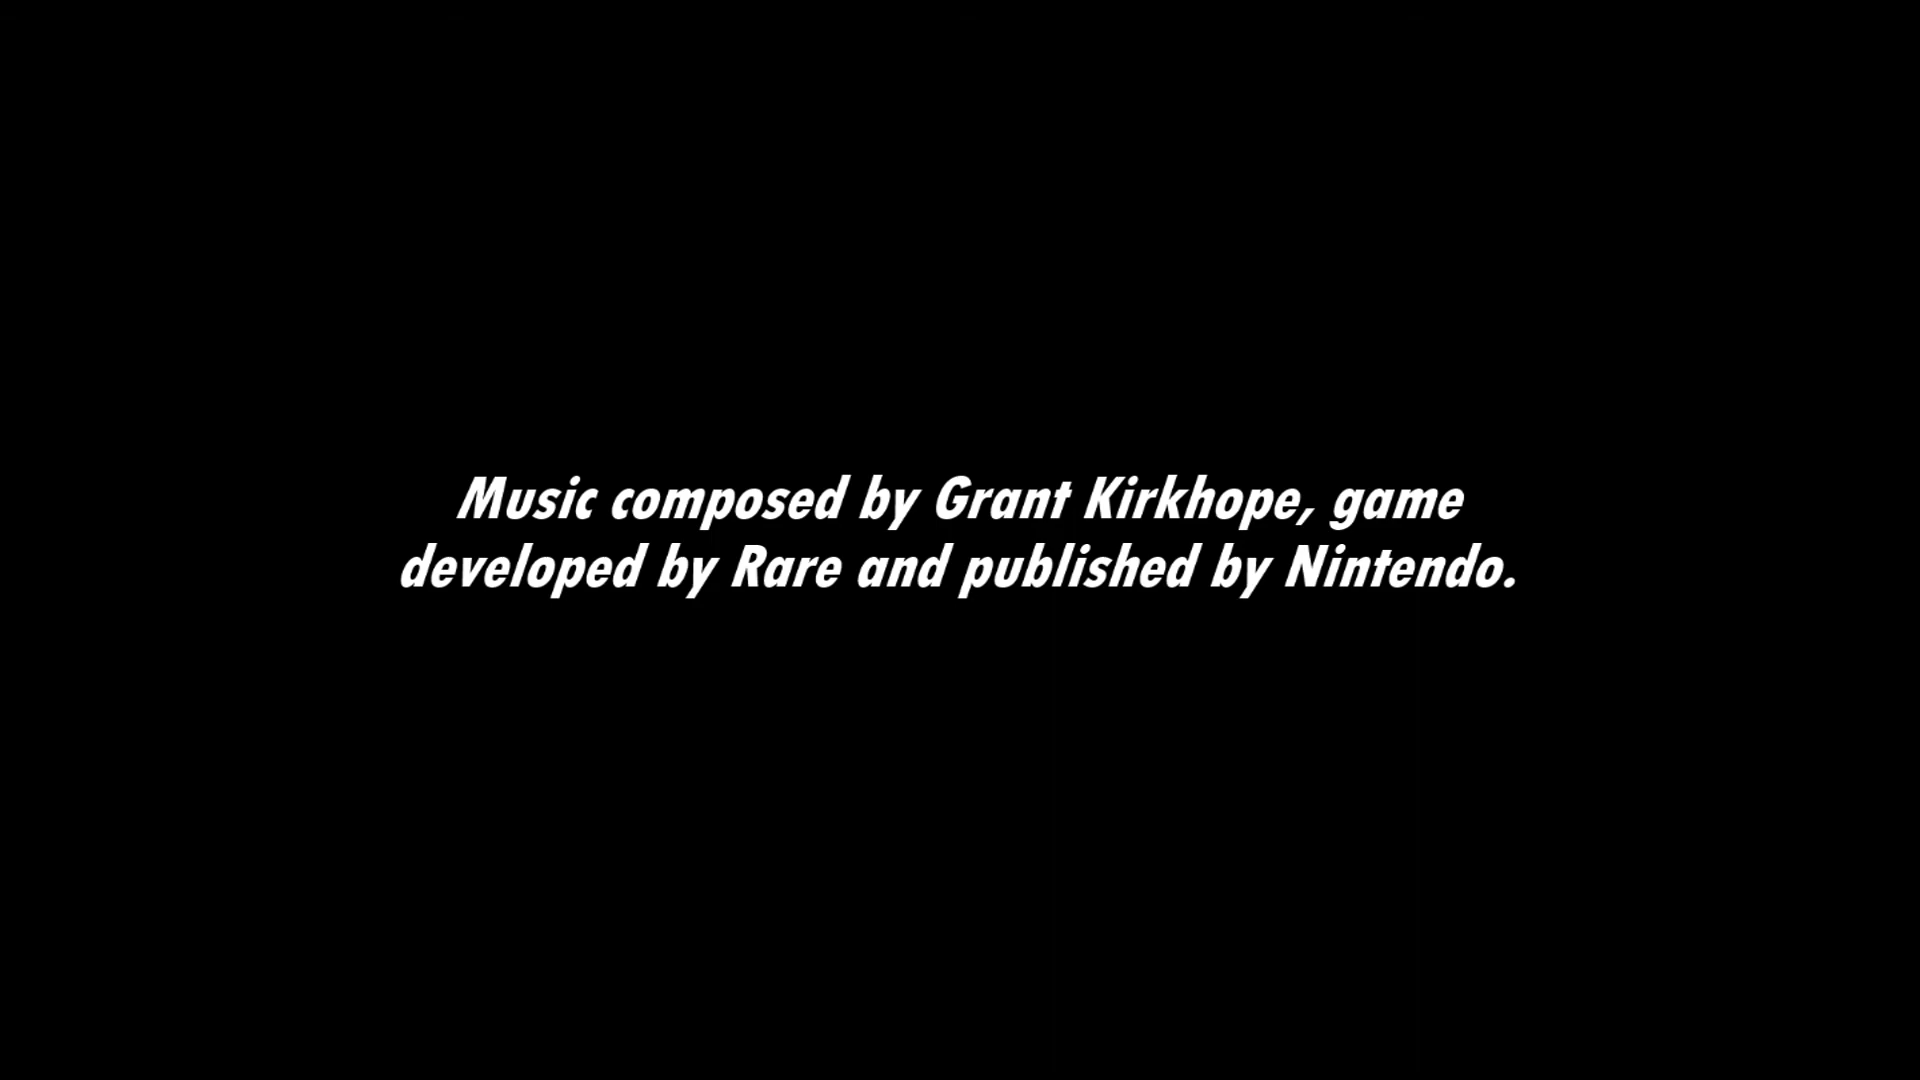 Music composed by Grant Kirkhope, game
developed by Rare and published by Nintendo.